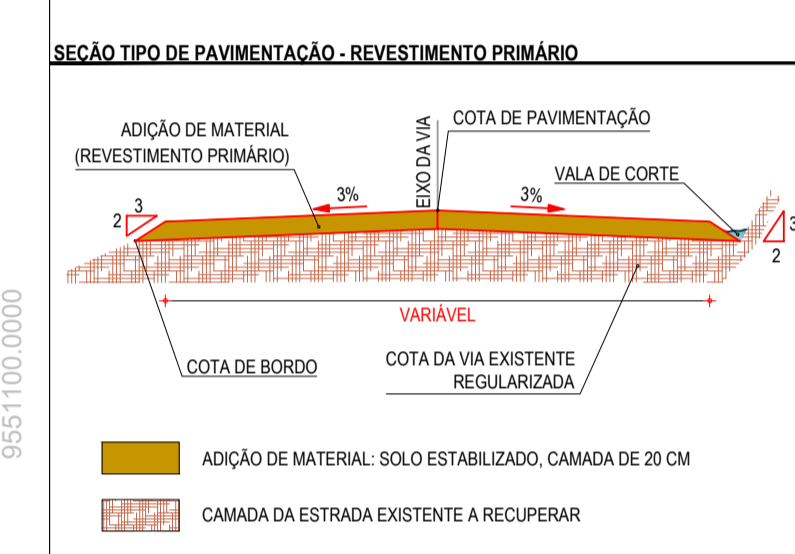 SEÇÃO TIPO DE PAVIMENTAÇÃO - REVESTIMENTO PRIMÁRIO
ADIÇÃO DE MATERIAL
(REVESTIMENTO PRIMÁRIO)
EIXO DA VIA
COTA DE PAVIMENTAÇÃO
VALA DE CORTE
3%
3%
3
2
3
2
VARIÁVEL
COTA DE BORDO
COTA DA VIA EXISTENTE
REGULARIZADA
9551100.0000
ADIÇÃO DE MATERIAL: SOLO ESTABILIZADO, CAMADA DE 20 CM
CAMADA DA ESTRADA EXISTENTE A RECUPERAR